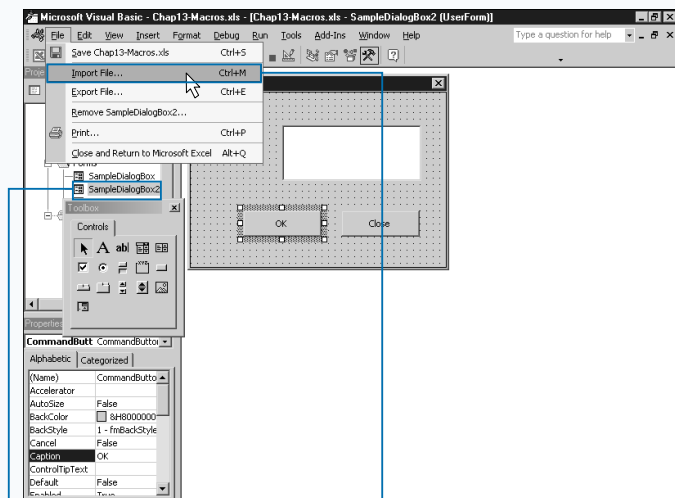 Microsoft Visual Basic - Chap13-Macros.xls - [Chap13-Macros.xls - SampleDialogBox2 (UserForm)]
File Edit View Insert Format Debug Run Tools Add-Ins Window Help
Type a question for help
Save Chap13-Macros.xls Ctrl+S
Import File... Ctrl+M
Export File... Ctrl+E
Remove SampleDialogBox2...
Print... Ctrl+P
Close and Return to Microsoft Excel Alt+Q
SampleDialogBox
SampleDialogBox2
Toolbox
Controls
A ab
XYZ
OK
Close
Properties
CommandButt CommandButton
Alphabetic Categorized
(Name) CommandButto
Accelerator
AutoSize False
BackColor &H8000000
BackStyle 1 - fmBackStyle
Cancel False
Caption OK
ControlTipText
Default False
Enabled True